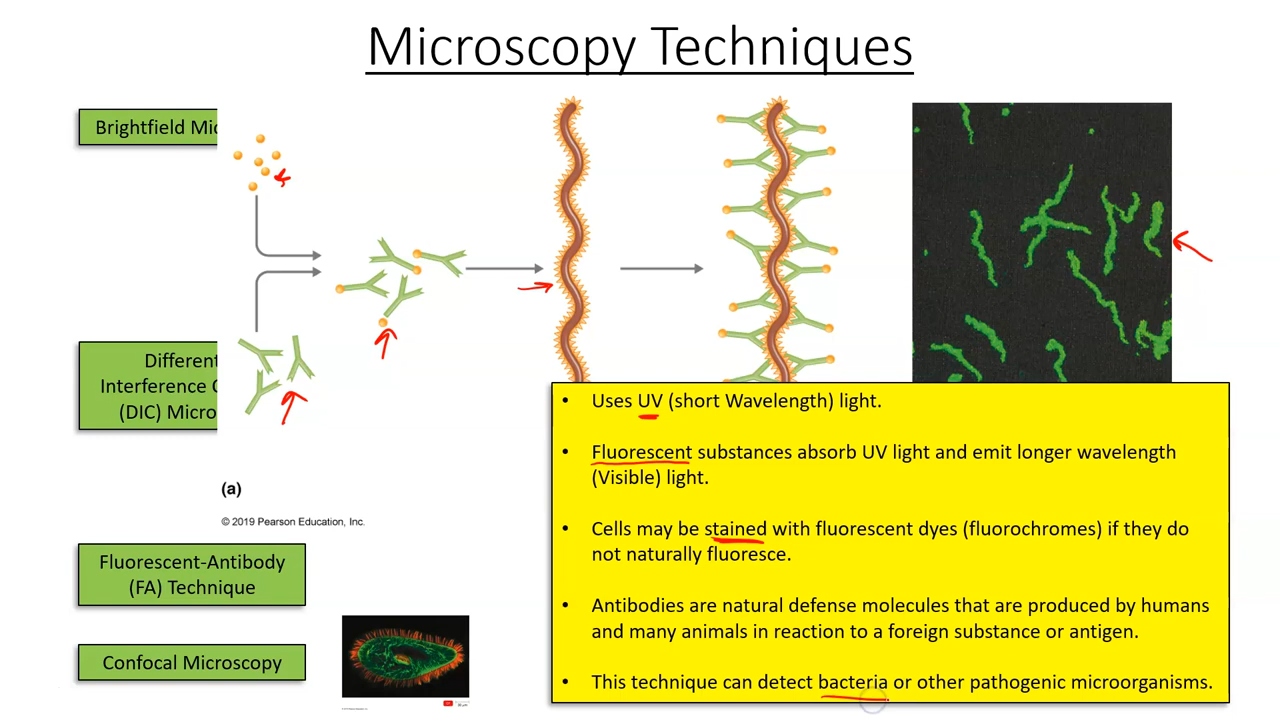 Microscopy Techniques
Brightfield Mic
Different
Interference C
(DIC) Micro
(a)
© 2019 Pearson Education, Inc.
Fluorescent-Antibody
(FA) Technique
Confocal Microscopy
• Uses UV (short Wavelength) light.
• Fluorescent substances absorb UV light and emit longer wavelength
(Visible) light.
• Cells may be stained with fluorescent dyes (fluorochromes) if they do
not naturally fluoresce.
• Antibodies are natural defense molecules that are produced by humans
and many animals in reaction to a foreign substance or antigen.
• This technique can detect bacteria or other pathogenic microorganisms.